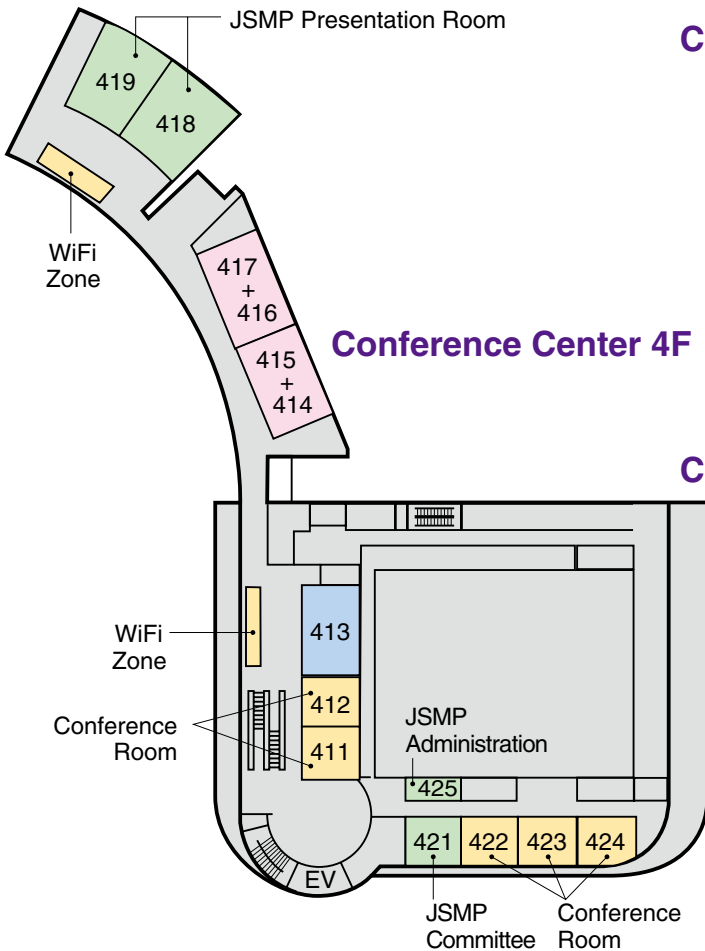 JSMP Presentation Room
C
419
418
WiFi
Zone
417
+
416
Conference Center 4F
415
+
414
C
WiFi
Zone
413
412
Conference
Room
411
JSMP
Administration
425
421
422
423
424
EV
JSMP
Committee
Conference
Room